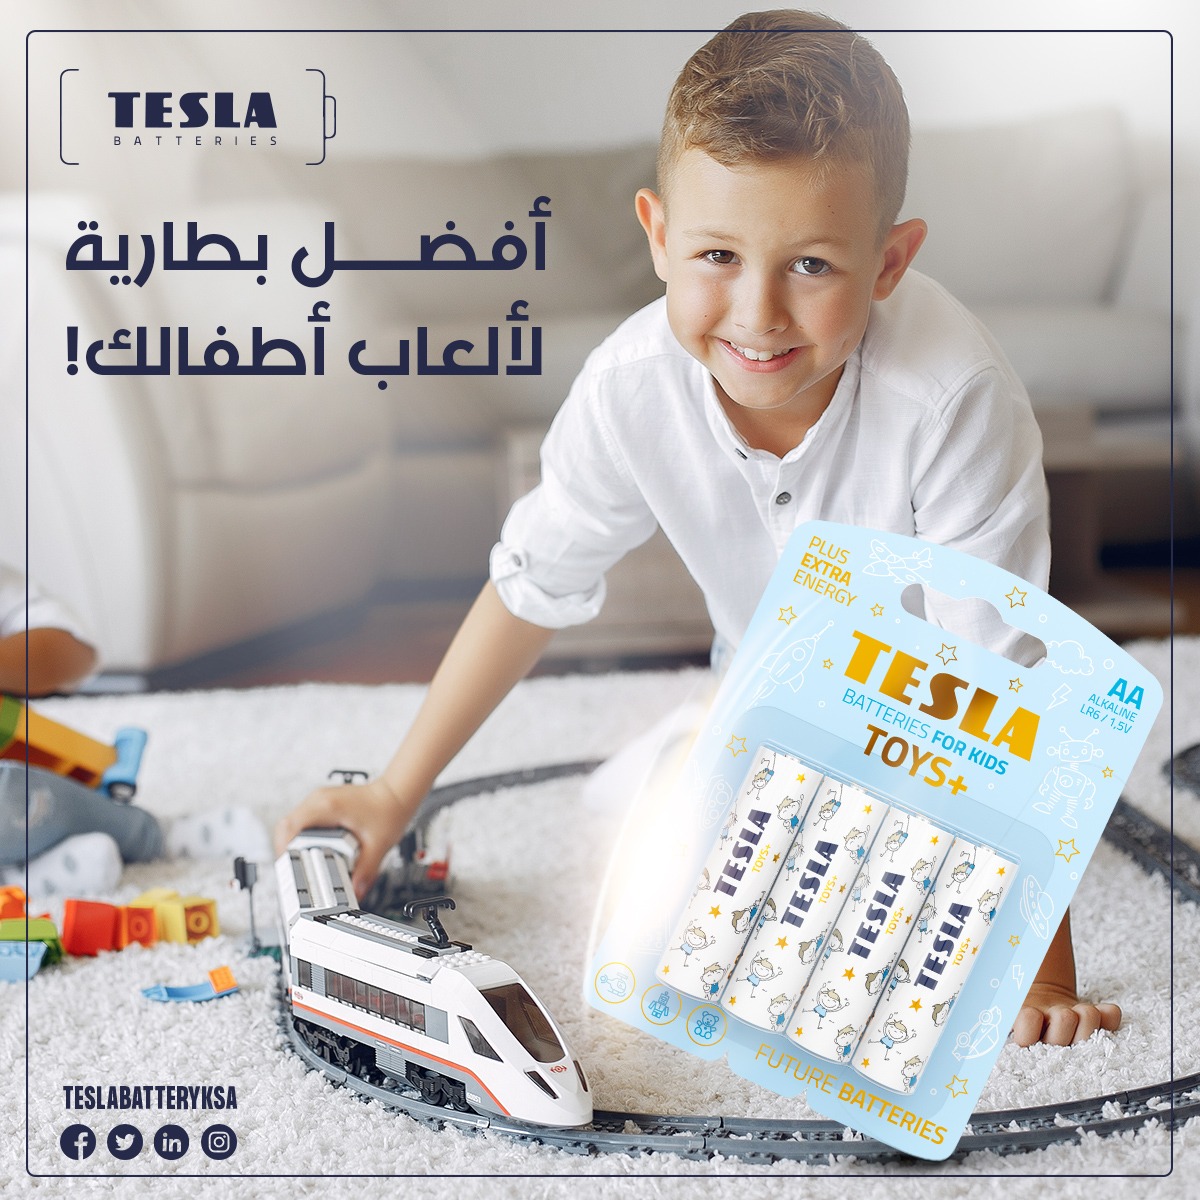 TESLA
BATTERIES
أفضل بطارية
لألعاب أطفالك!
PLUS
EXTRA
ENERGY
TESLA
BATTERIES FOR KIDS
TOYS+
AA
ALKALINE
LR6 / 1,5V
TESLA
TOYS+
TESLA
TOYS+
TESLA
TOYS+
TESLA
TOYS+
FUTURE BATTERIES
TESLABATTERYKSA